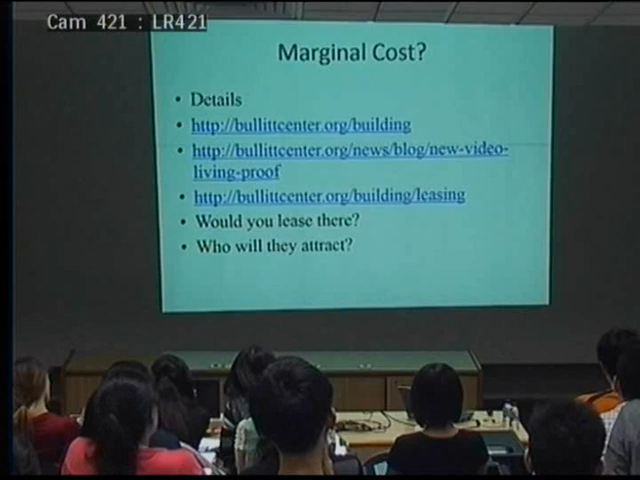 Cam 421 : LR421
Marginal Cost?
• Details
• http://bullittcenter.org/building
• http://bullittcenter.org/news/blog/new-video-
living-proof
• http://bullittcenter.org/building/leasing
• Would you lease there?
• Who will they attract?